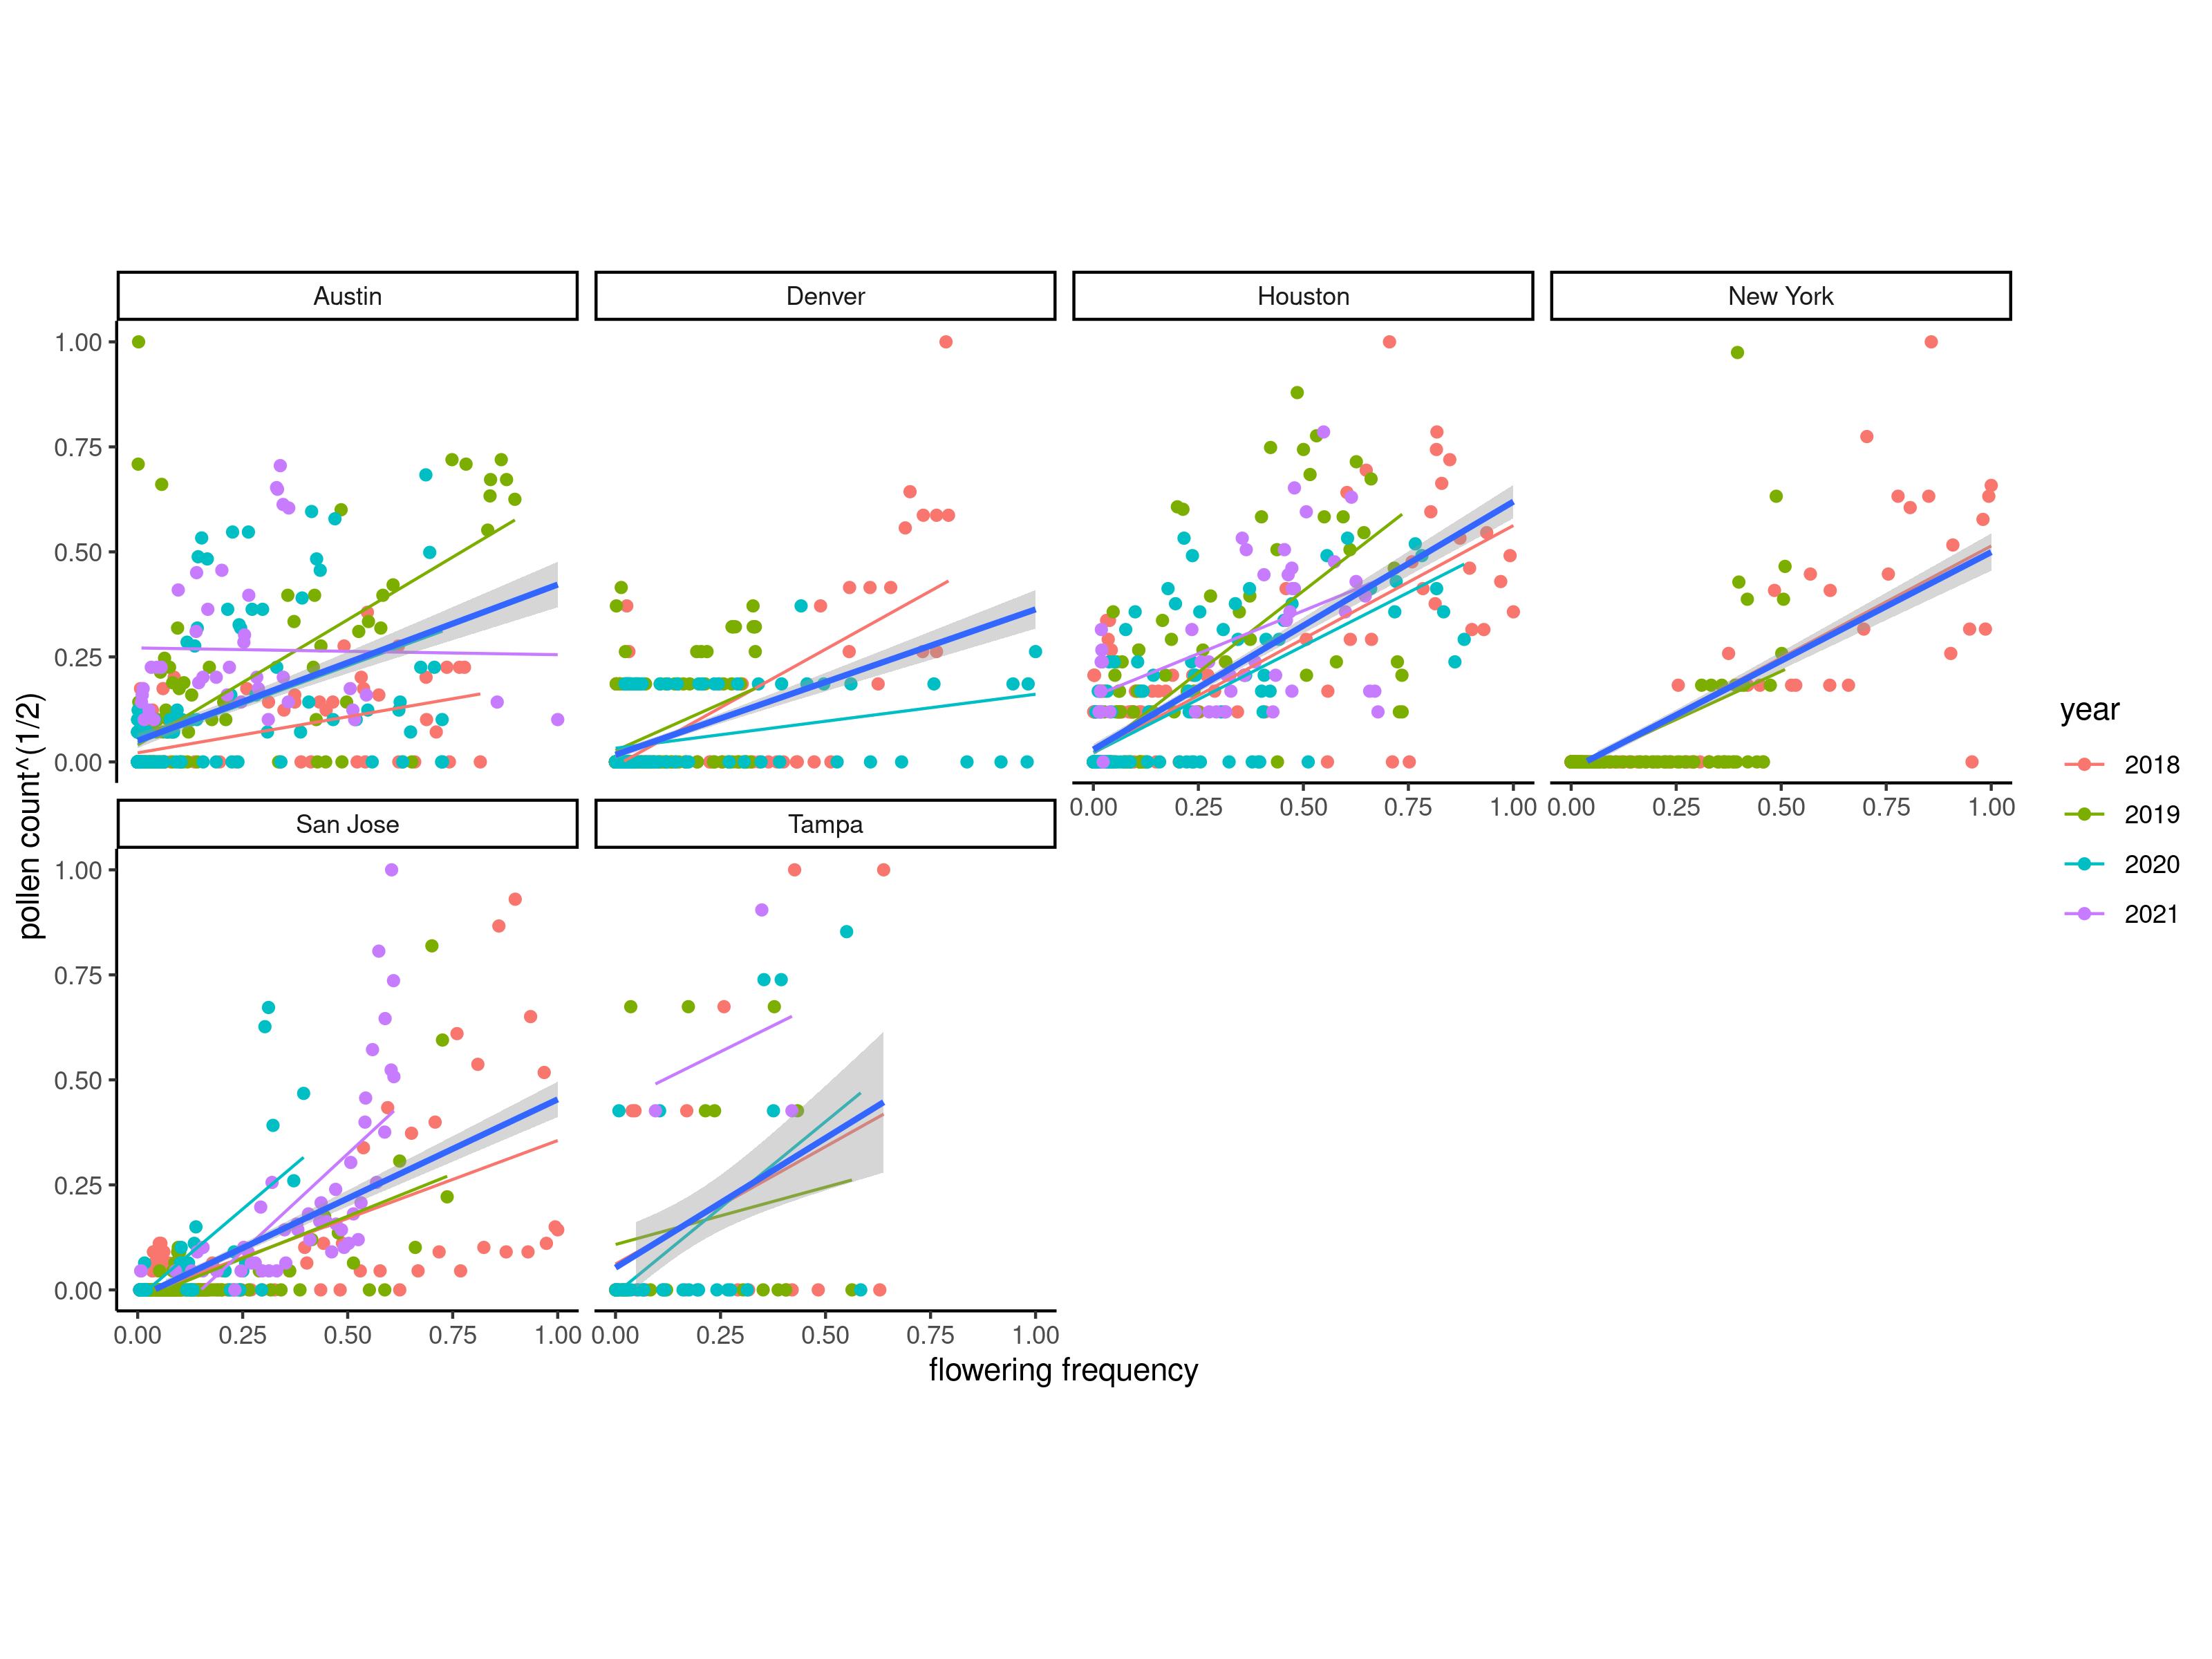 Austin
Denver
Houston
New York
1.00
0.75
0.50
0.25
0.00
0.00 0.25 0.50 0.75 1.00
0.00 0.25 0.50 0.75 1.00
San Jose
Tampa
1.00
0.75
0.50
0.25
0.00
0.00 0.25 0.50 0.75 1.00
0.00 0.25 0.50 0.75 1.00
flowering frequency
pollen count^(1/2)
year
2018
2019
2020
2021